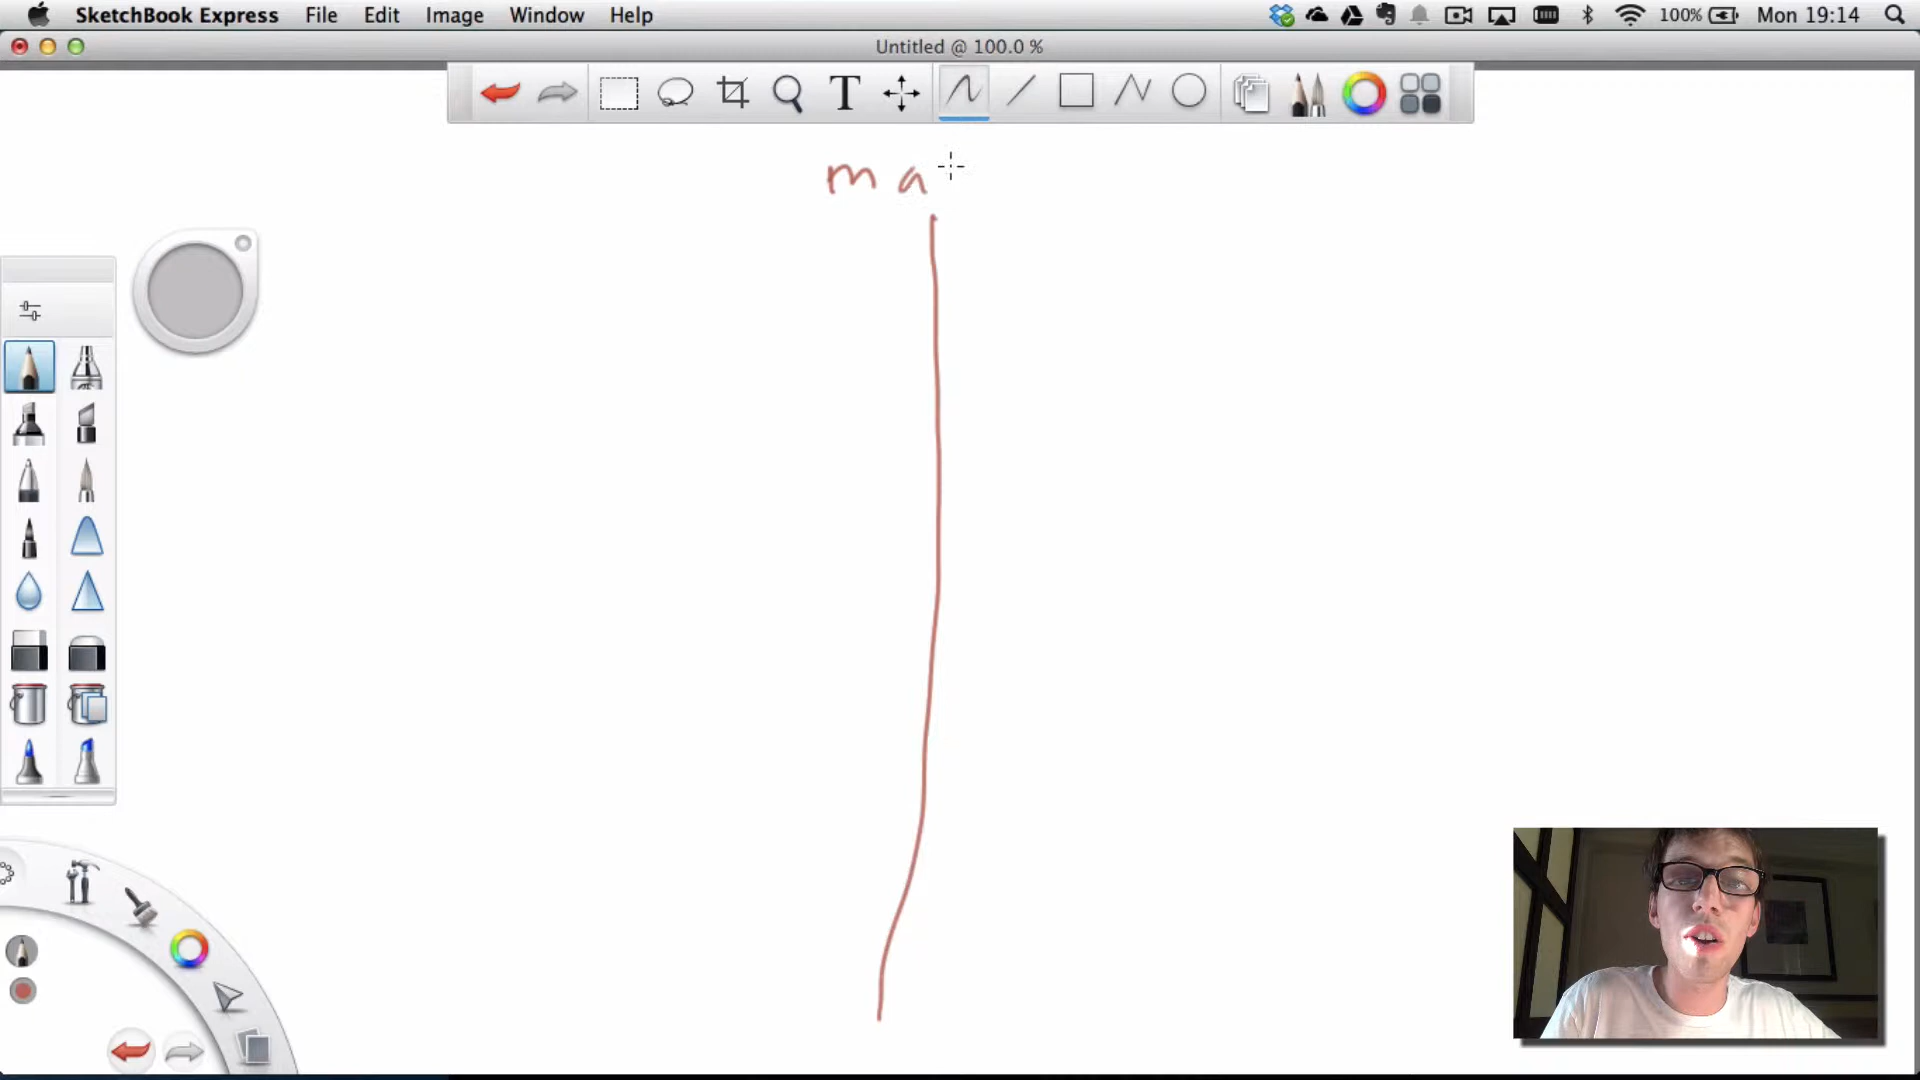 SketchBook Express File Edit Image Window Help 100% Mon 19:14
Untitled @ 100.0 %
T
m a